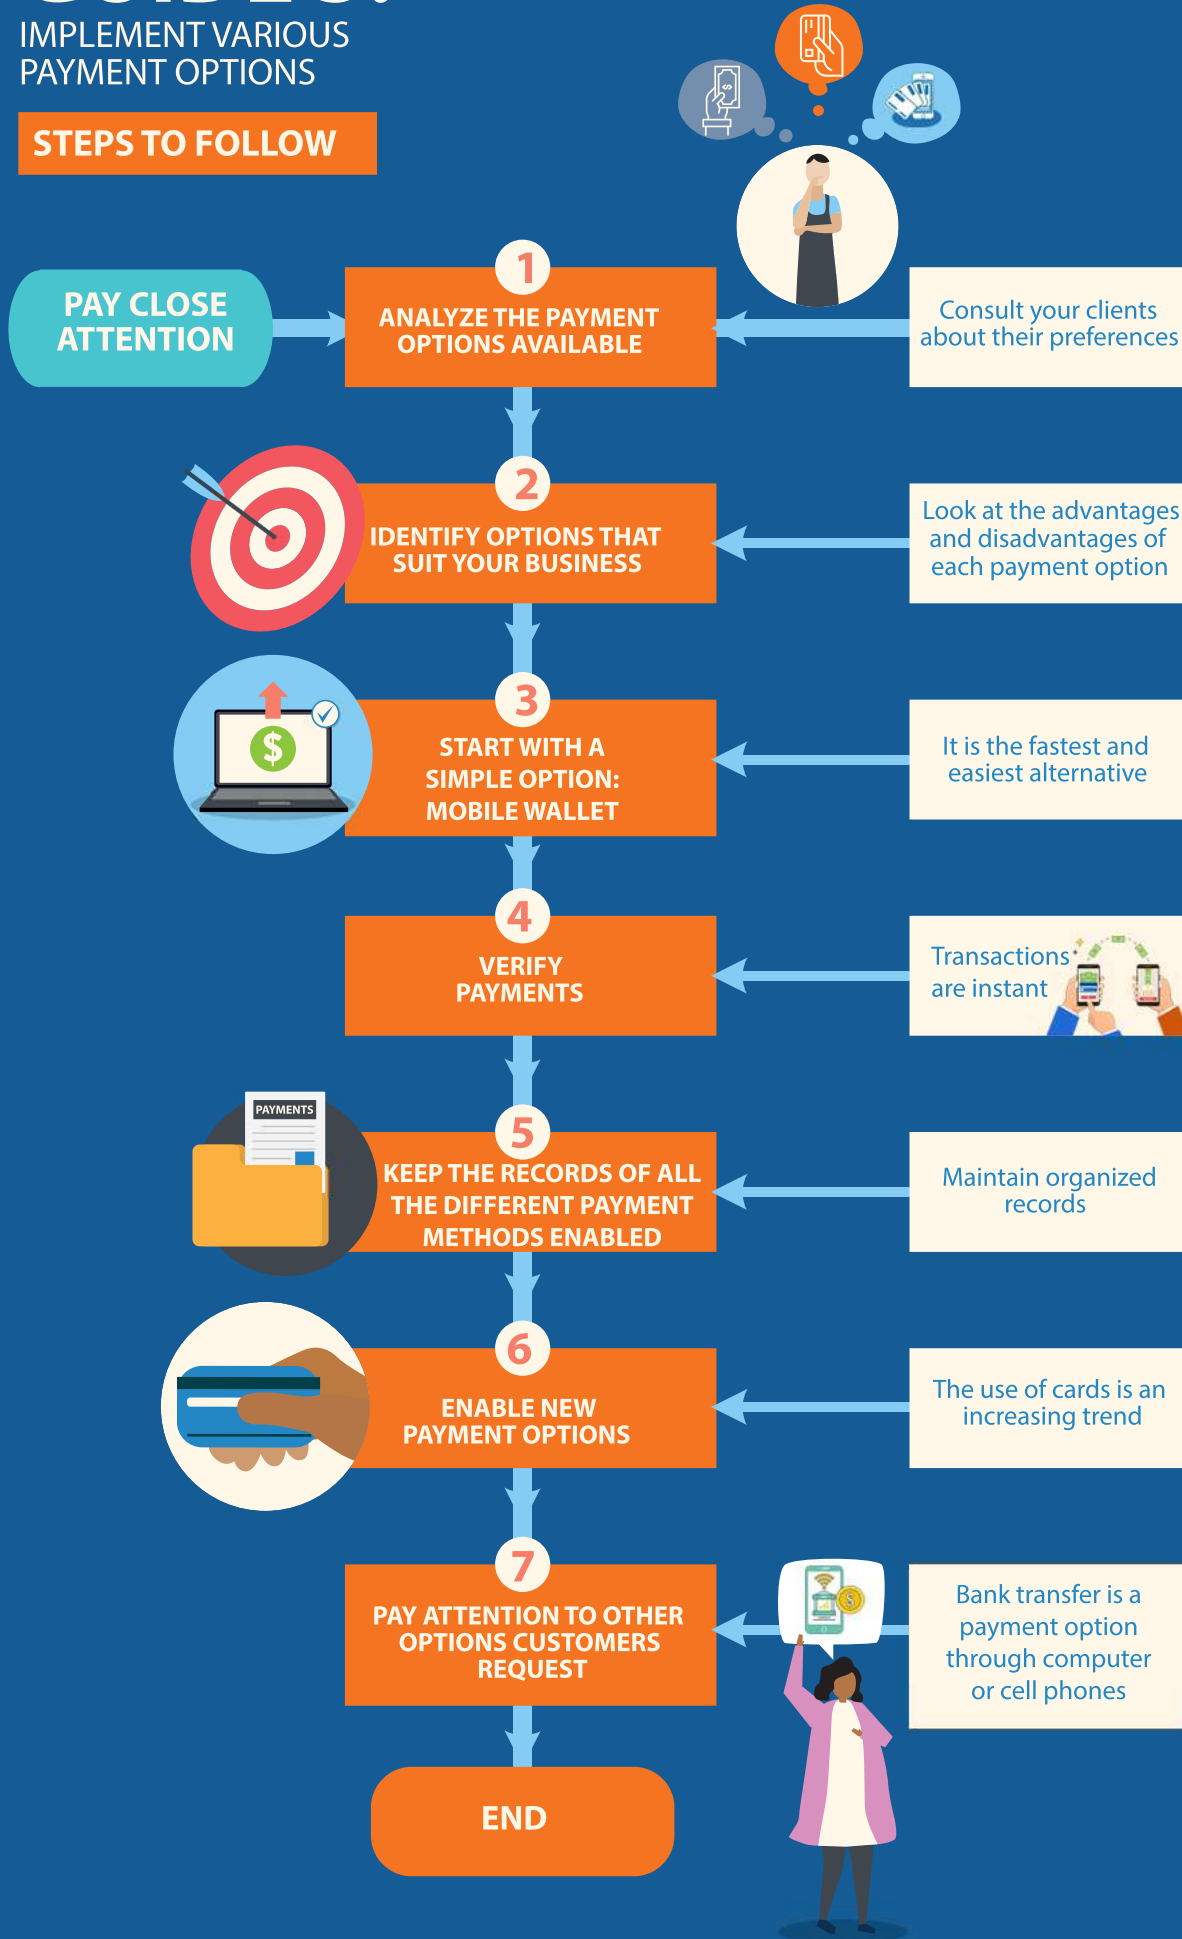 IMPLEMENT VARIOUS
PAYMENT OPTIONS
STEPS TO FOLLOW
PAY CLOSE
ATTENTION
1
ANALYZE THE PAYMENT
OPTIONS AVAILABLE
Consult your clients
about their preferences
2
IDENTIFY OPTIONS THAT
SUIT YOUR BUSINESS
Look at the advantages
and disadvantages of
each payment option
3
START WITH A
SIMPLE OPTION:
MOBILE WALLET
It is the fastest and
easiest alternative
$
4
VERIFY
PAYMENTS
Transactions
are instant
5
KEEP THE RECORDS OF ALL
THE DIFFERENT PAYMENT
METHODS ENABLED
PAYMENTS
Maintain organized
records
6
ENABLE NEW
PAYMENT OPTIONS
The use of cards is an
increasing trend
7
PAY ATTENTION TO OTHER
OPTIONS CUSTOMERS
REQUEST
Bank transfer is a
payment option
through computer
or cell phones
END